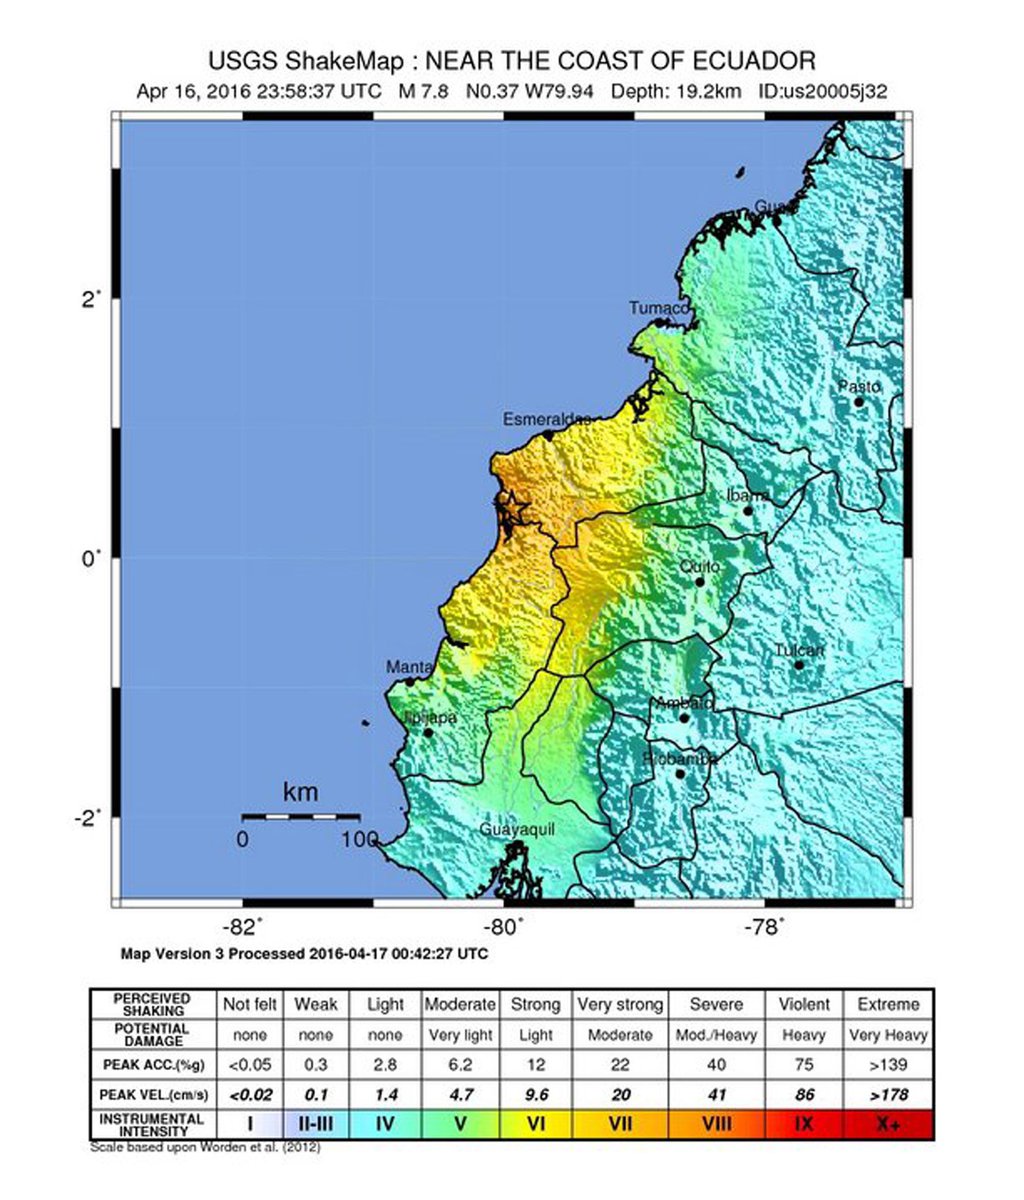 USGS ShakeMap : NEAR THE COAST OF ECUADOR
Apr 16, 2016 23:58:37 UTC M 7.8 N0.37 W79.94 Depth: 19.2km ID:us20005j32
2°
Tumaco
Pasto
Esmeraldas
Ibarra
0°
Quito
Tulcan
Manta
Jipijapa
Ambato
Riobamba
km
-2°
0 100
Guayaquil
-82° -80° -78°
Map Version 3 Processed 2016-04-17 00:42:27 UTC
PERCEIVED SHAKING Not felt Weak Light Moderate Strong Very strong Severe Violent Extreme
POTENTIAL DAMAGE none none none Very light Light Moderate Mod./Heavy Heavy Very Heavy
PEAK ACC.(%g) <0.05 0.3 2.8 6.2 12 22 40 75 >139
PEAK VEL.(cm/s) <0.02 0.1 1.4 4.7 9.6 20 41 86 >178
INSTRUMENTAL INTENSITY I II-III IV V VI VII VIII IX X+
Scale based upon Worden et al. (2012)